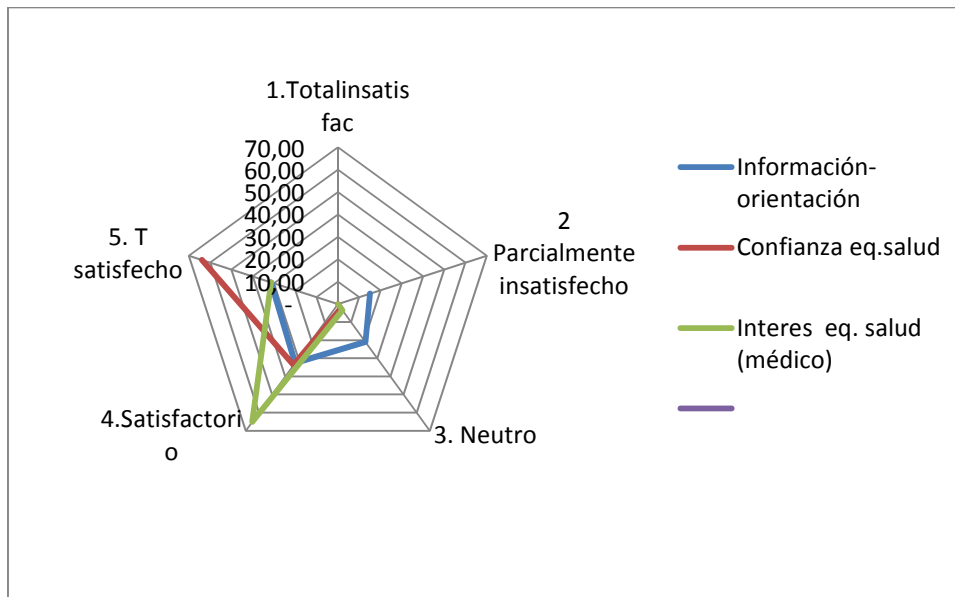 1.Totalinsatis
fac
70,00
60,00
50,00
40,00
30,00
20,00
10,00
-
2
Parcialmente
insatisfecho
3. Neutro
4.Satisfactori
o
5. T
satisfecho
Información-
orientación
Confianza eq.salud
Interes eq. salud
(médico)